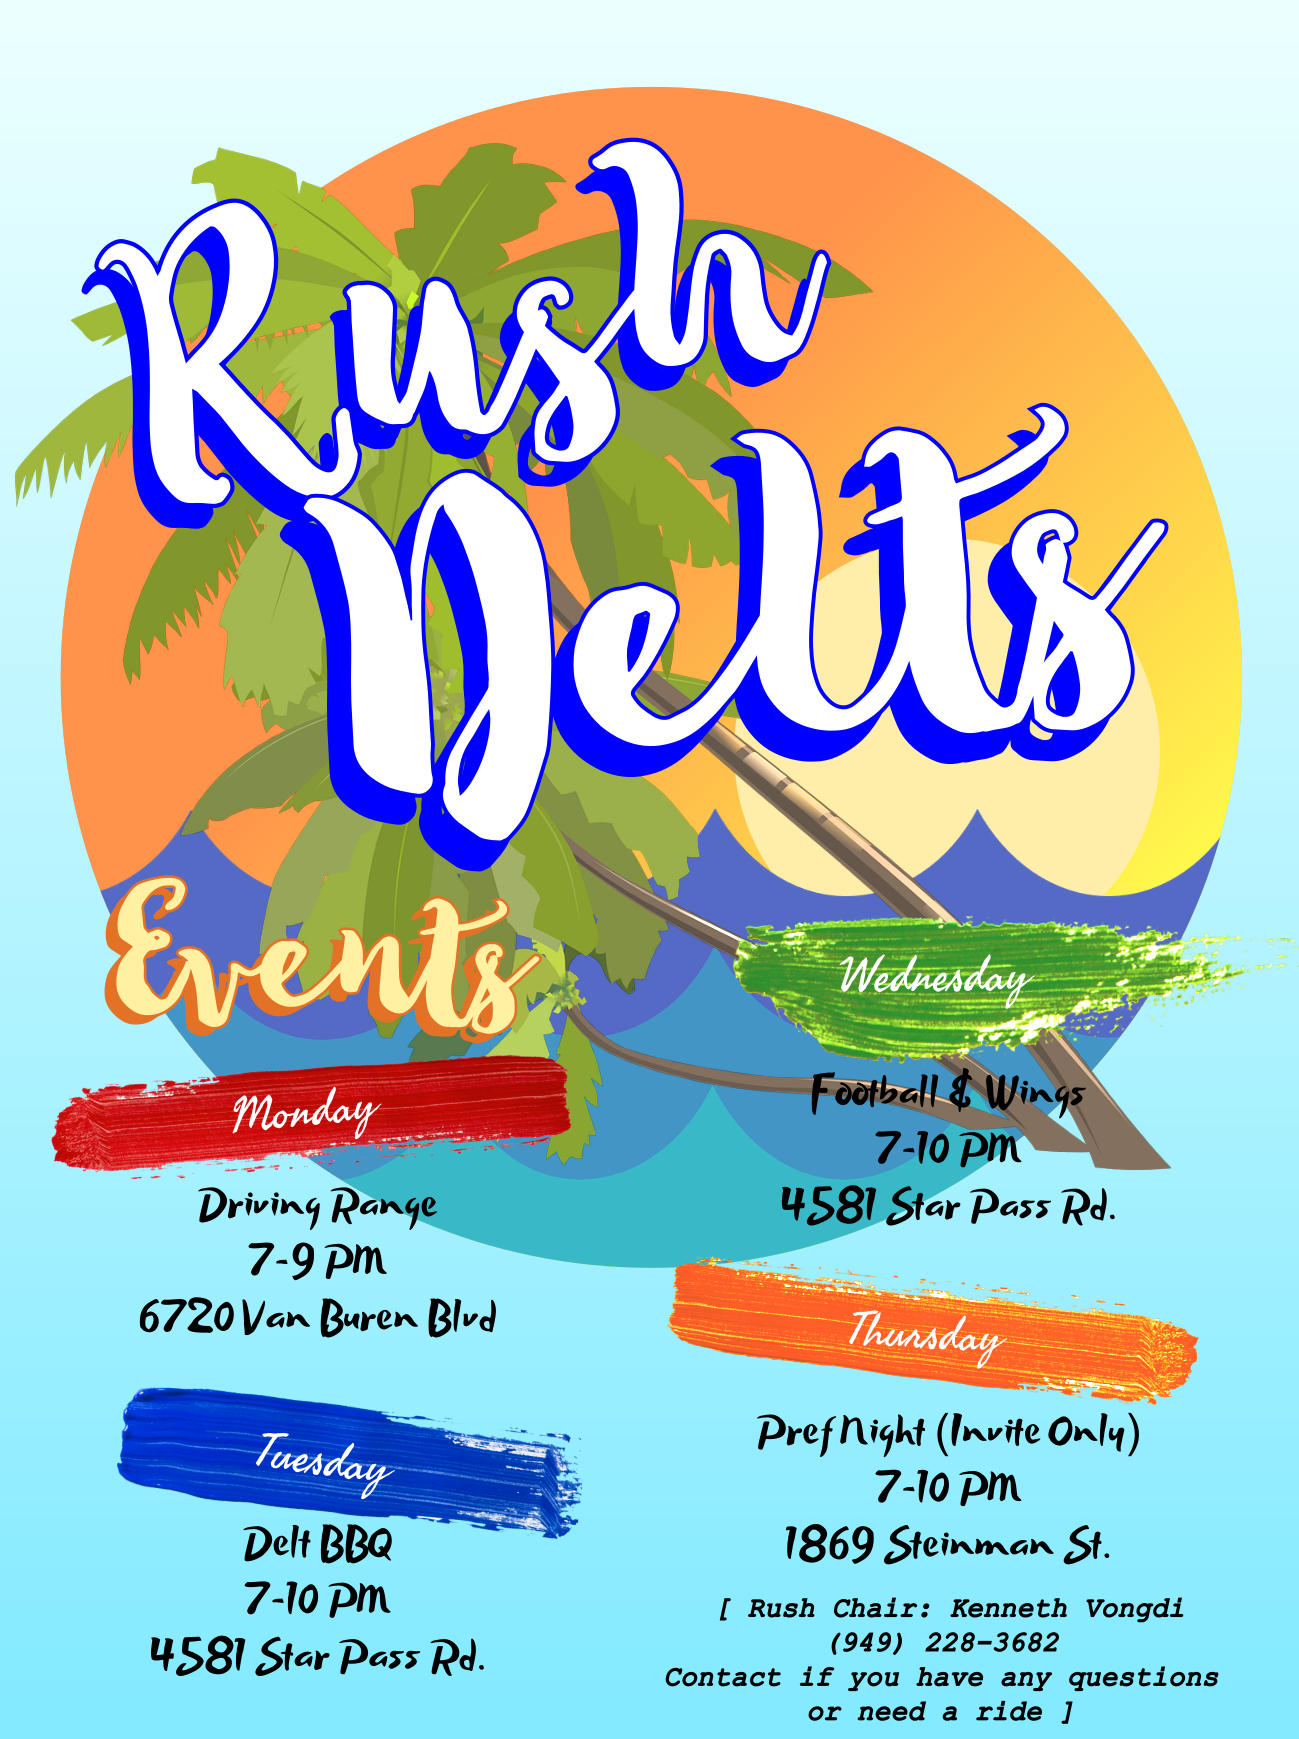 Rush
Delts
Events
Monday
Driving Range
7-9 PM
6720 Van Buren Blvd
Tuesday
Delt BBQ
7-10 PM
4581 Star Pass Rd.
Wednesday
Football & Wings
7-10 PM
4581 Star Pass Rd.
Thursday
Pref Night (Invite Only)
7-10 PM
1869 Steinman St.
[ Rush Chair: Kenneth Vongdi
(949) 228-3682
Contact if you have any questions
or need a ride ]